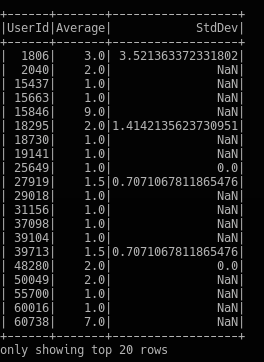 +------+-------+------------------+
|UserId|Average|            StdDev|
+------+-------+------------------+
|  1806|    3.0| 3.521363372331802|
|  2040|    2.0|               NaN|
| 15437|    1.0|               NaN|
| 15663|    1.0|               NaN|
| 15846|    9.0|               NaN|
| 18295|    2.0|1.4142135623730951|
| 18730|    1.0|               NaN|
| 19141|    1.0|               NaN|
| 25649|    1.0|               0.0|
| 27919|    1.5|0.7071067811865476|
| 29018|    1.0|               NaN|
| 31156|    1.0|               NaN|
| 37098|    1.0|               NaN|
| 39104|    1.0|               NaN|
| 39713|    1.5|0.7071067811865476|
| 48280|    2.0|               0.0|
| 50049|    2.0|               NaN|
| 55700|    1.0|               NaN|
| 60016|    1.0|               NaN|
| 60738|    7.0|               NaN|
+------+-------+------------------+
only showing top 20 rows